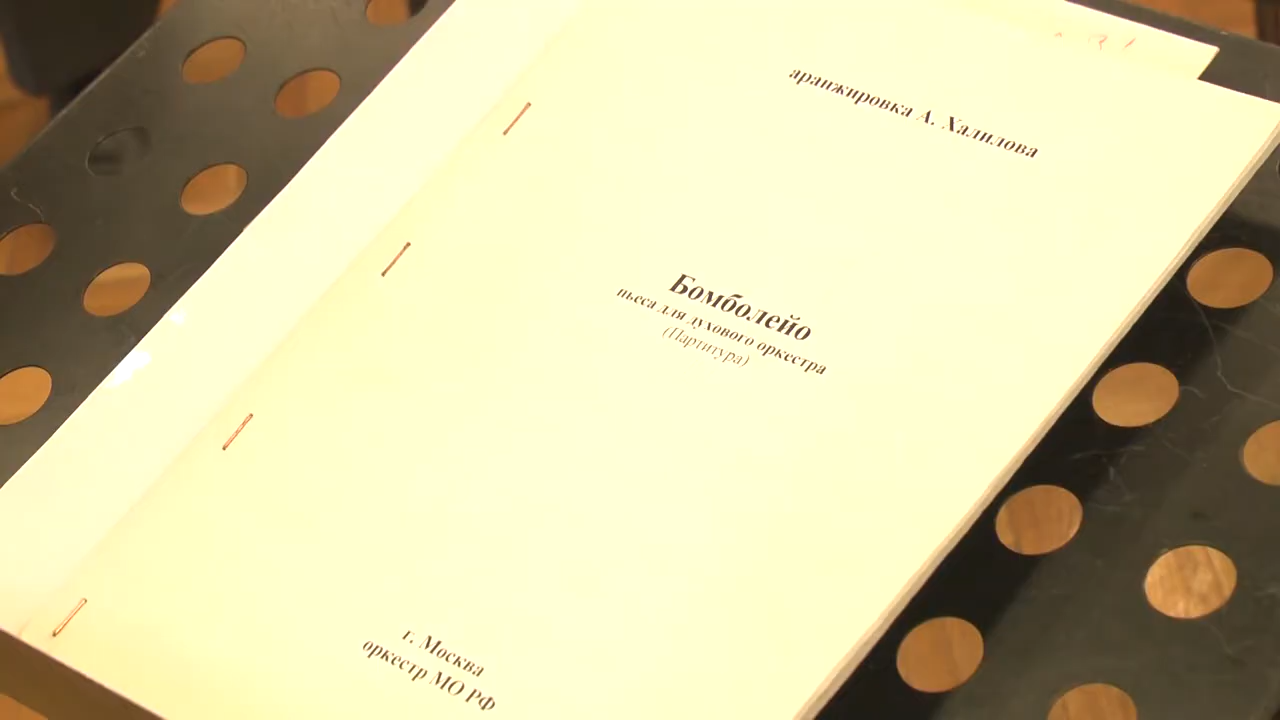 аранжировка А. Халилова
Бомболейо
пьеса для духового оркестра
(Партитура)
г. Москва
оркестр МО РФ